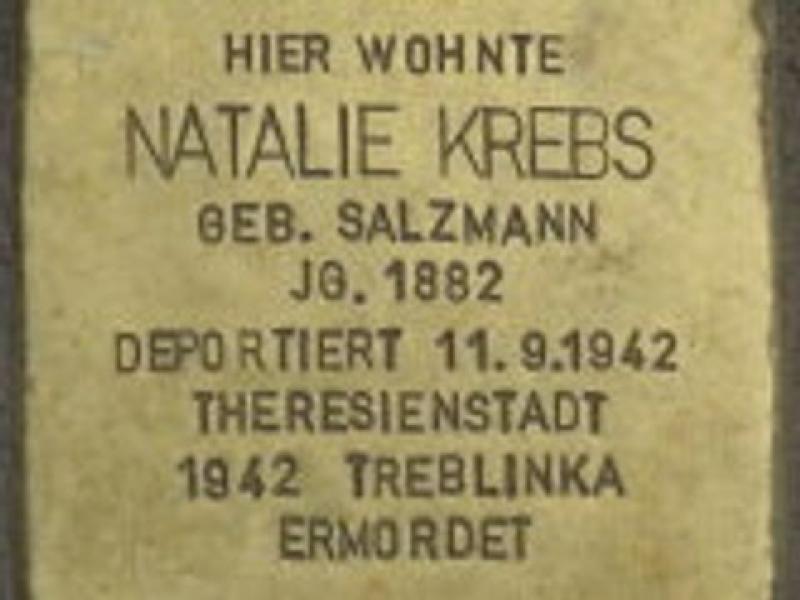 HIER WOHNTE
NATALIE KREBS
GEB. SALZMANN
JG. 1882
DEPORTIERT 11.9.1942
THERESIENSTADT
1942 TREBLINKA
ERMORDET